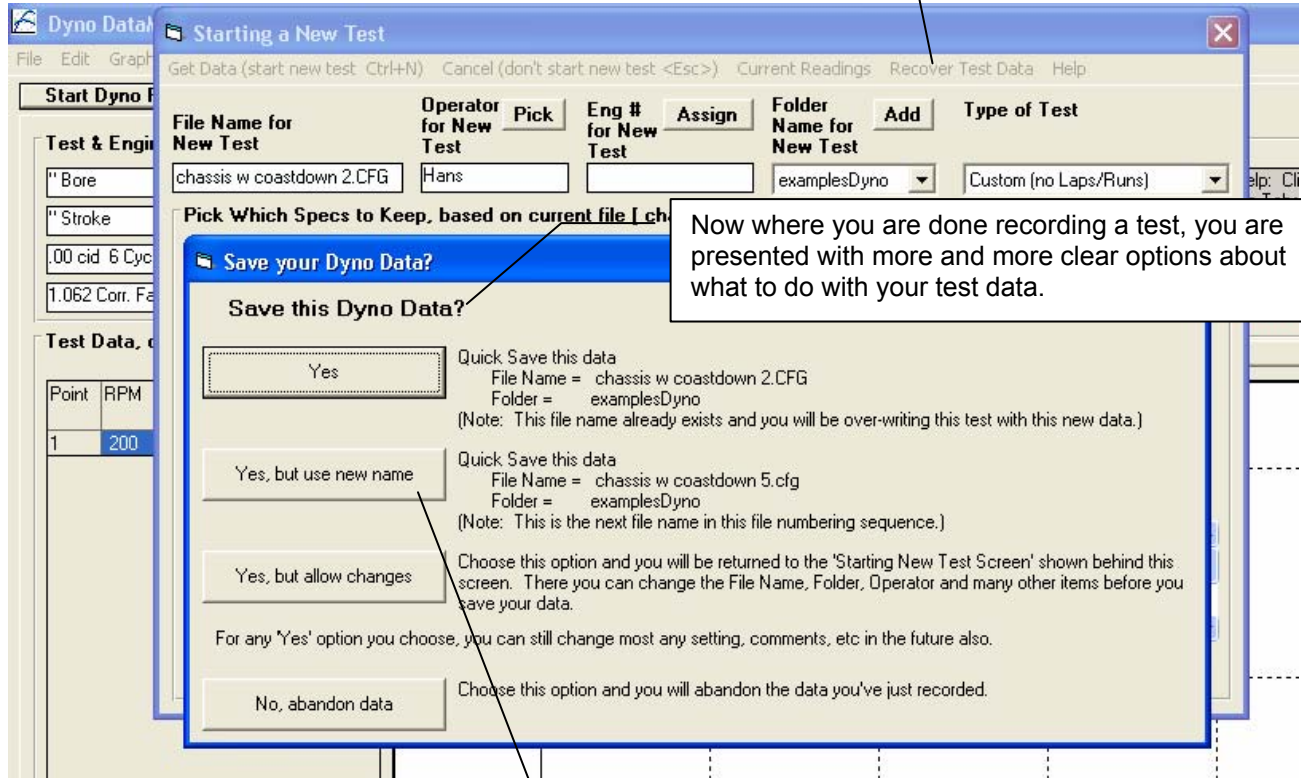 Dyno Data
Starting a New Test
File Edit Graph
Get Data (start new test Ctrl+N) Cancel (don't start new test <Esc>) Current Readings Recover Test Data Help
Start Dyno
File Name for New Test
Operator for New Test
Pick
Eng # for New Test
Assign
Folder Name for New Test
Add
Type of Test
Test & Engi
chassis w coastdown 2.CFG
Hans
examplesDyno
Custom (no Laps/Runs)
elp: Cli
" Bore
" Stroke
.00 cid 6 Cyc
1.062 Corr. Fa
Pick Which Specs to Keep, based on current file [ ch
Now where you are done recording a test, you are
presented with more and more clear options about
what to do with your test data.
Save your Dyno Data?
Save this Dyno Data?
Test Data, c
Point RPM
1 200
Yes
Quick Save this data
File Name = chassis w coastdown 2.CFG
Folder = examplesDyno
(Note: This file name already exists and you will be over-writing this test with this new data.)
Yes, but use new name
Quick Save this data
File Name = chassis w coastdown 5.cfg
Folder = examplesDyno
(Note: This is the next file name in this file numbering sequence.)
Yes, but allow changes
Choose this option and you will be returned to the 'Starting New Test Screen' shown behind this
screen. There you can change the File Name, Folder, Operator and many other items before you
save your data.
For any 'Yes' option you choose, you can still change most any setting, comments, etc in the future also.
No, abandon data
Choose this option and you will abandon the data you've just recorded.